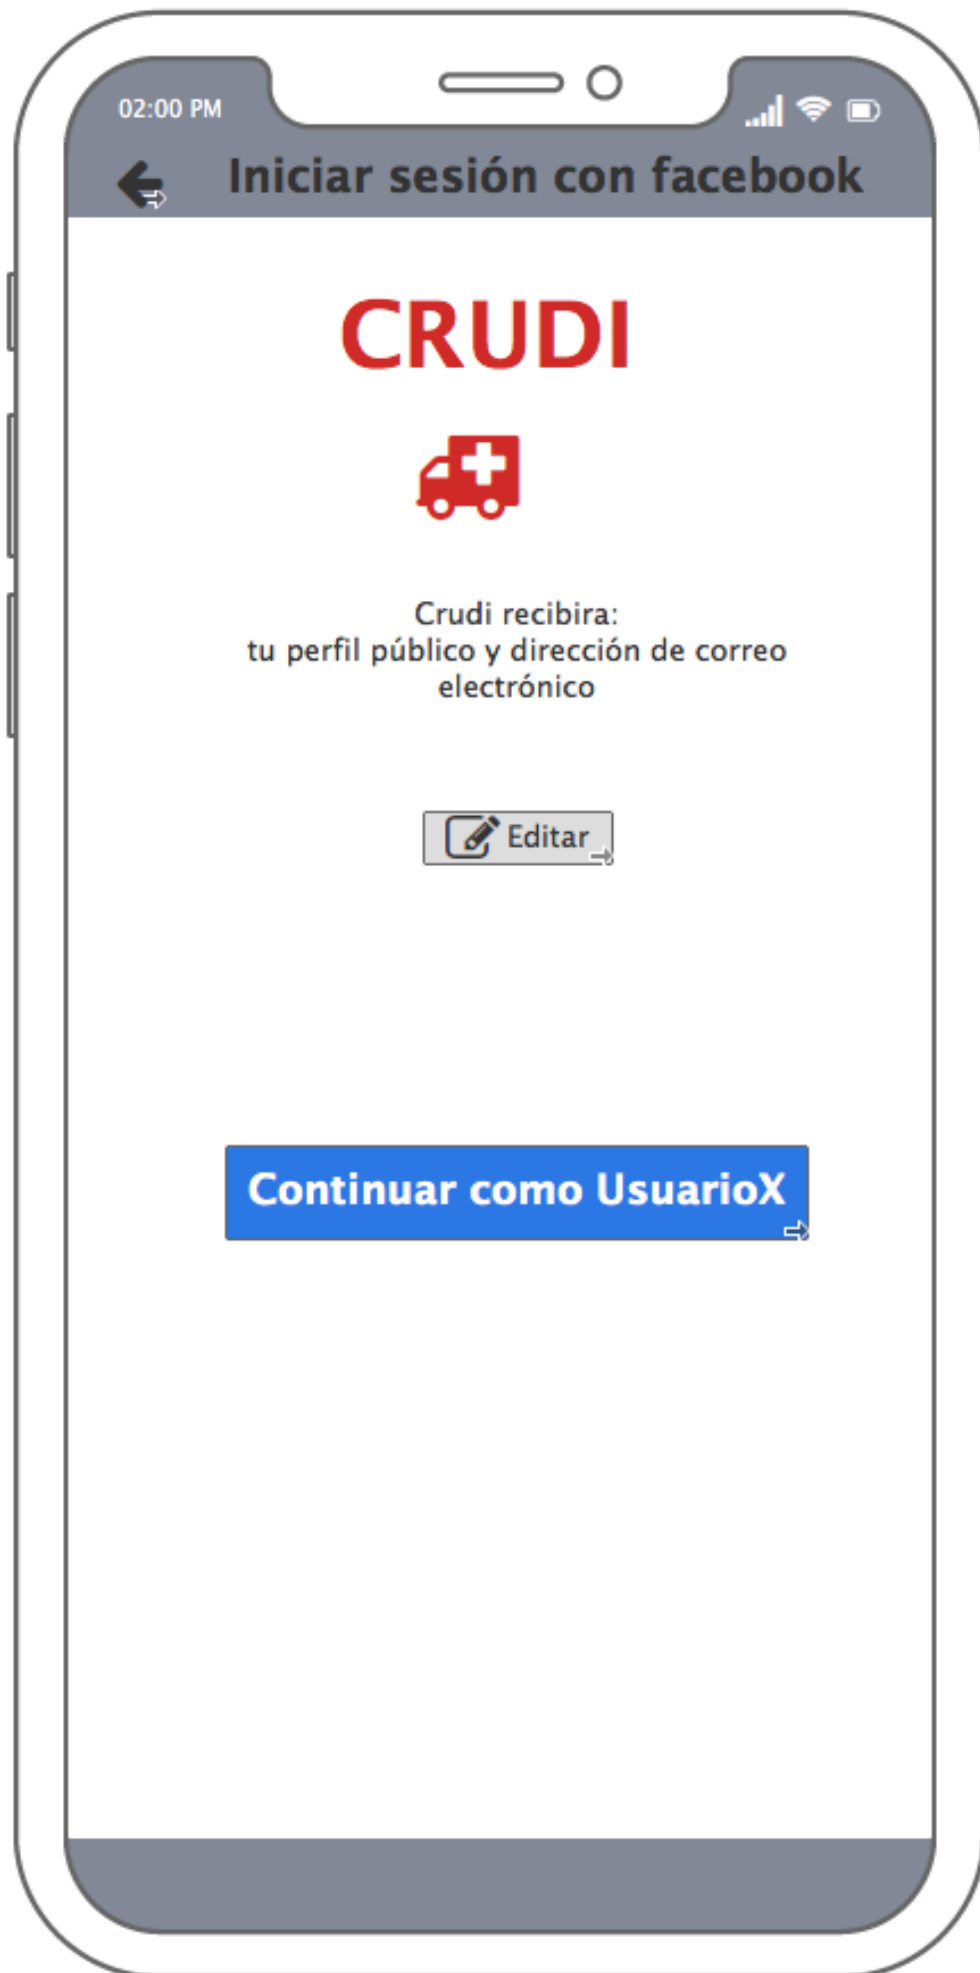 02:00 PM
Iniciar sesión con facebook
CRUDI
Crudi recibira:
tu perfil público y dirección de correo
electrónico
Editar
Continuar como UsuarioX